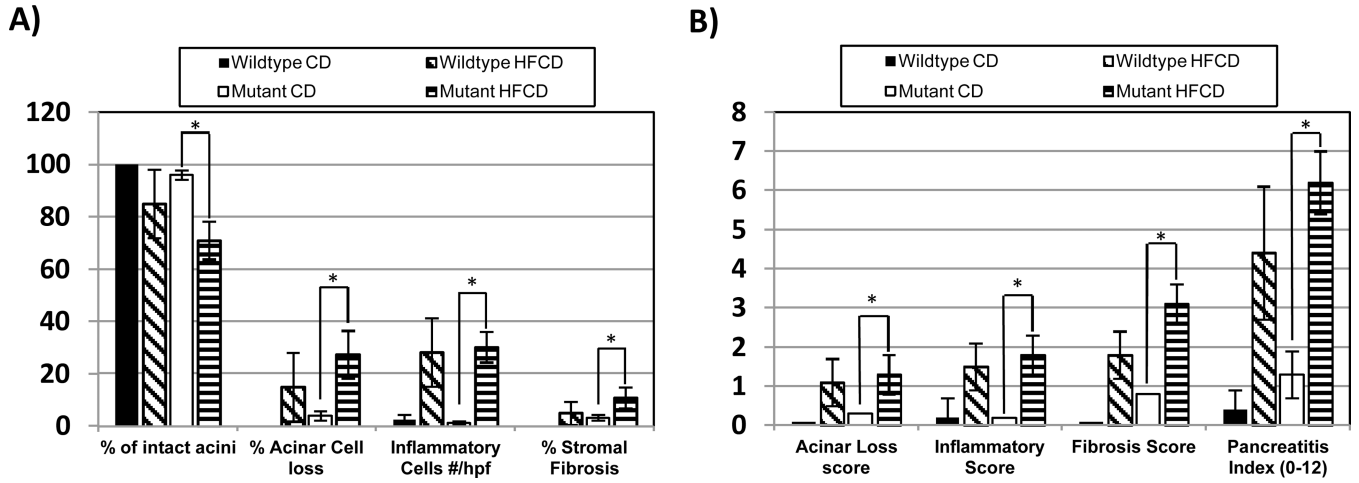 A)
Wildtype CD Wildtype HFCD
Mutant CD Mutant HFCD
120
100
80
60
40
20
0
* * * *
% of intact acini % Acinar Cell Inflammatory % Stromal
loss Cells #/hpf Fibrosis
B)
Wildtype CD Wildtype HFCD
Mutant CD Mutant HFCD
8
7
6
5
4
3
2
1
0
* * * *
Acinar Loss Inflammatory Fibrosis Score Pancreatitis
score Score Index (0-12)